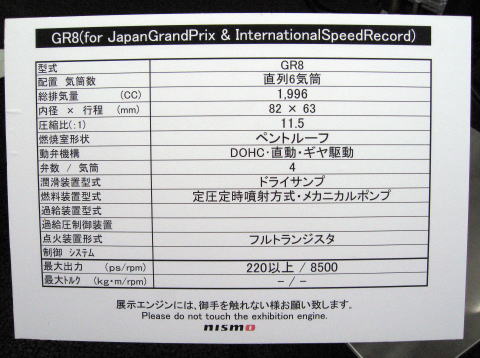 GR8(for JapanGrandPrix & InternationalSpeedRecord)
型式 GR8
配置 気筒数 直列6気筒
総排気量 (CC) 1,996
内径 × 行程 (mm) 82 × 63
圧縮比(:1) 11.5
燃焼室形状 ペントルーフ
動弁機構 DOHC・直動・ギヤ駆動
弁数 / 気筒 4
潤滑装置型式 ドライサンプ
燃料装置型式 定圧定時噴射方式・メカニカルポンプ
過給装置型式
過給圧制御装置
点火装置形式 フルトランジスタ
制御 システム
最大出力 (ps/rpm) 220以上 / 8500
最大トルク (kg・m/rpm) - / -
展示エンジンには、御手を触れない様お願い致します。
Please do not touch the exhibition engine.
nismo